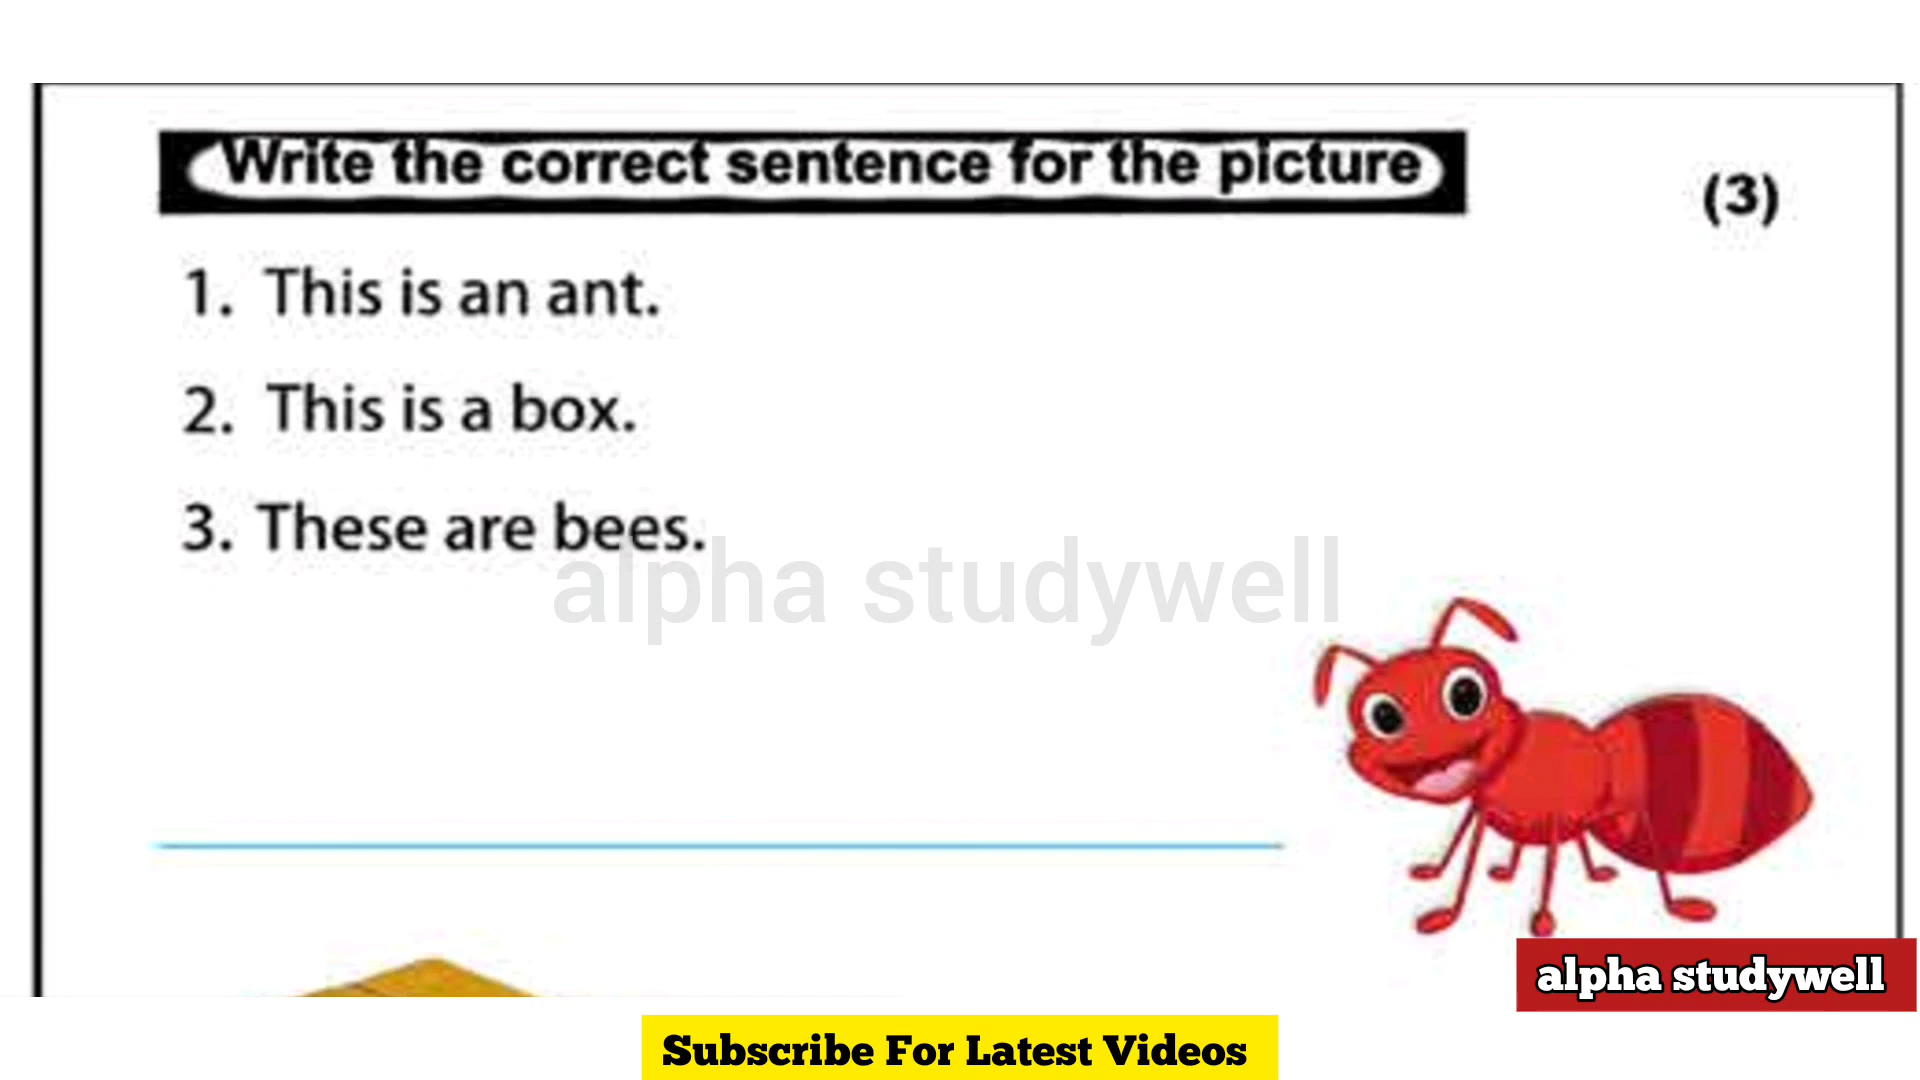 Write the correct sentence for the picture
(3)
1. This is an ant.
2. This is a box.
3. These are bees.
alpha studywell
alpha studywell
Subscribe For Latest Videos